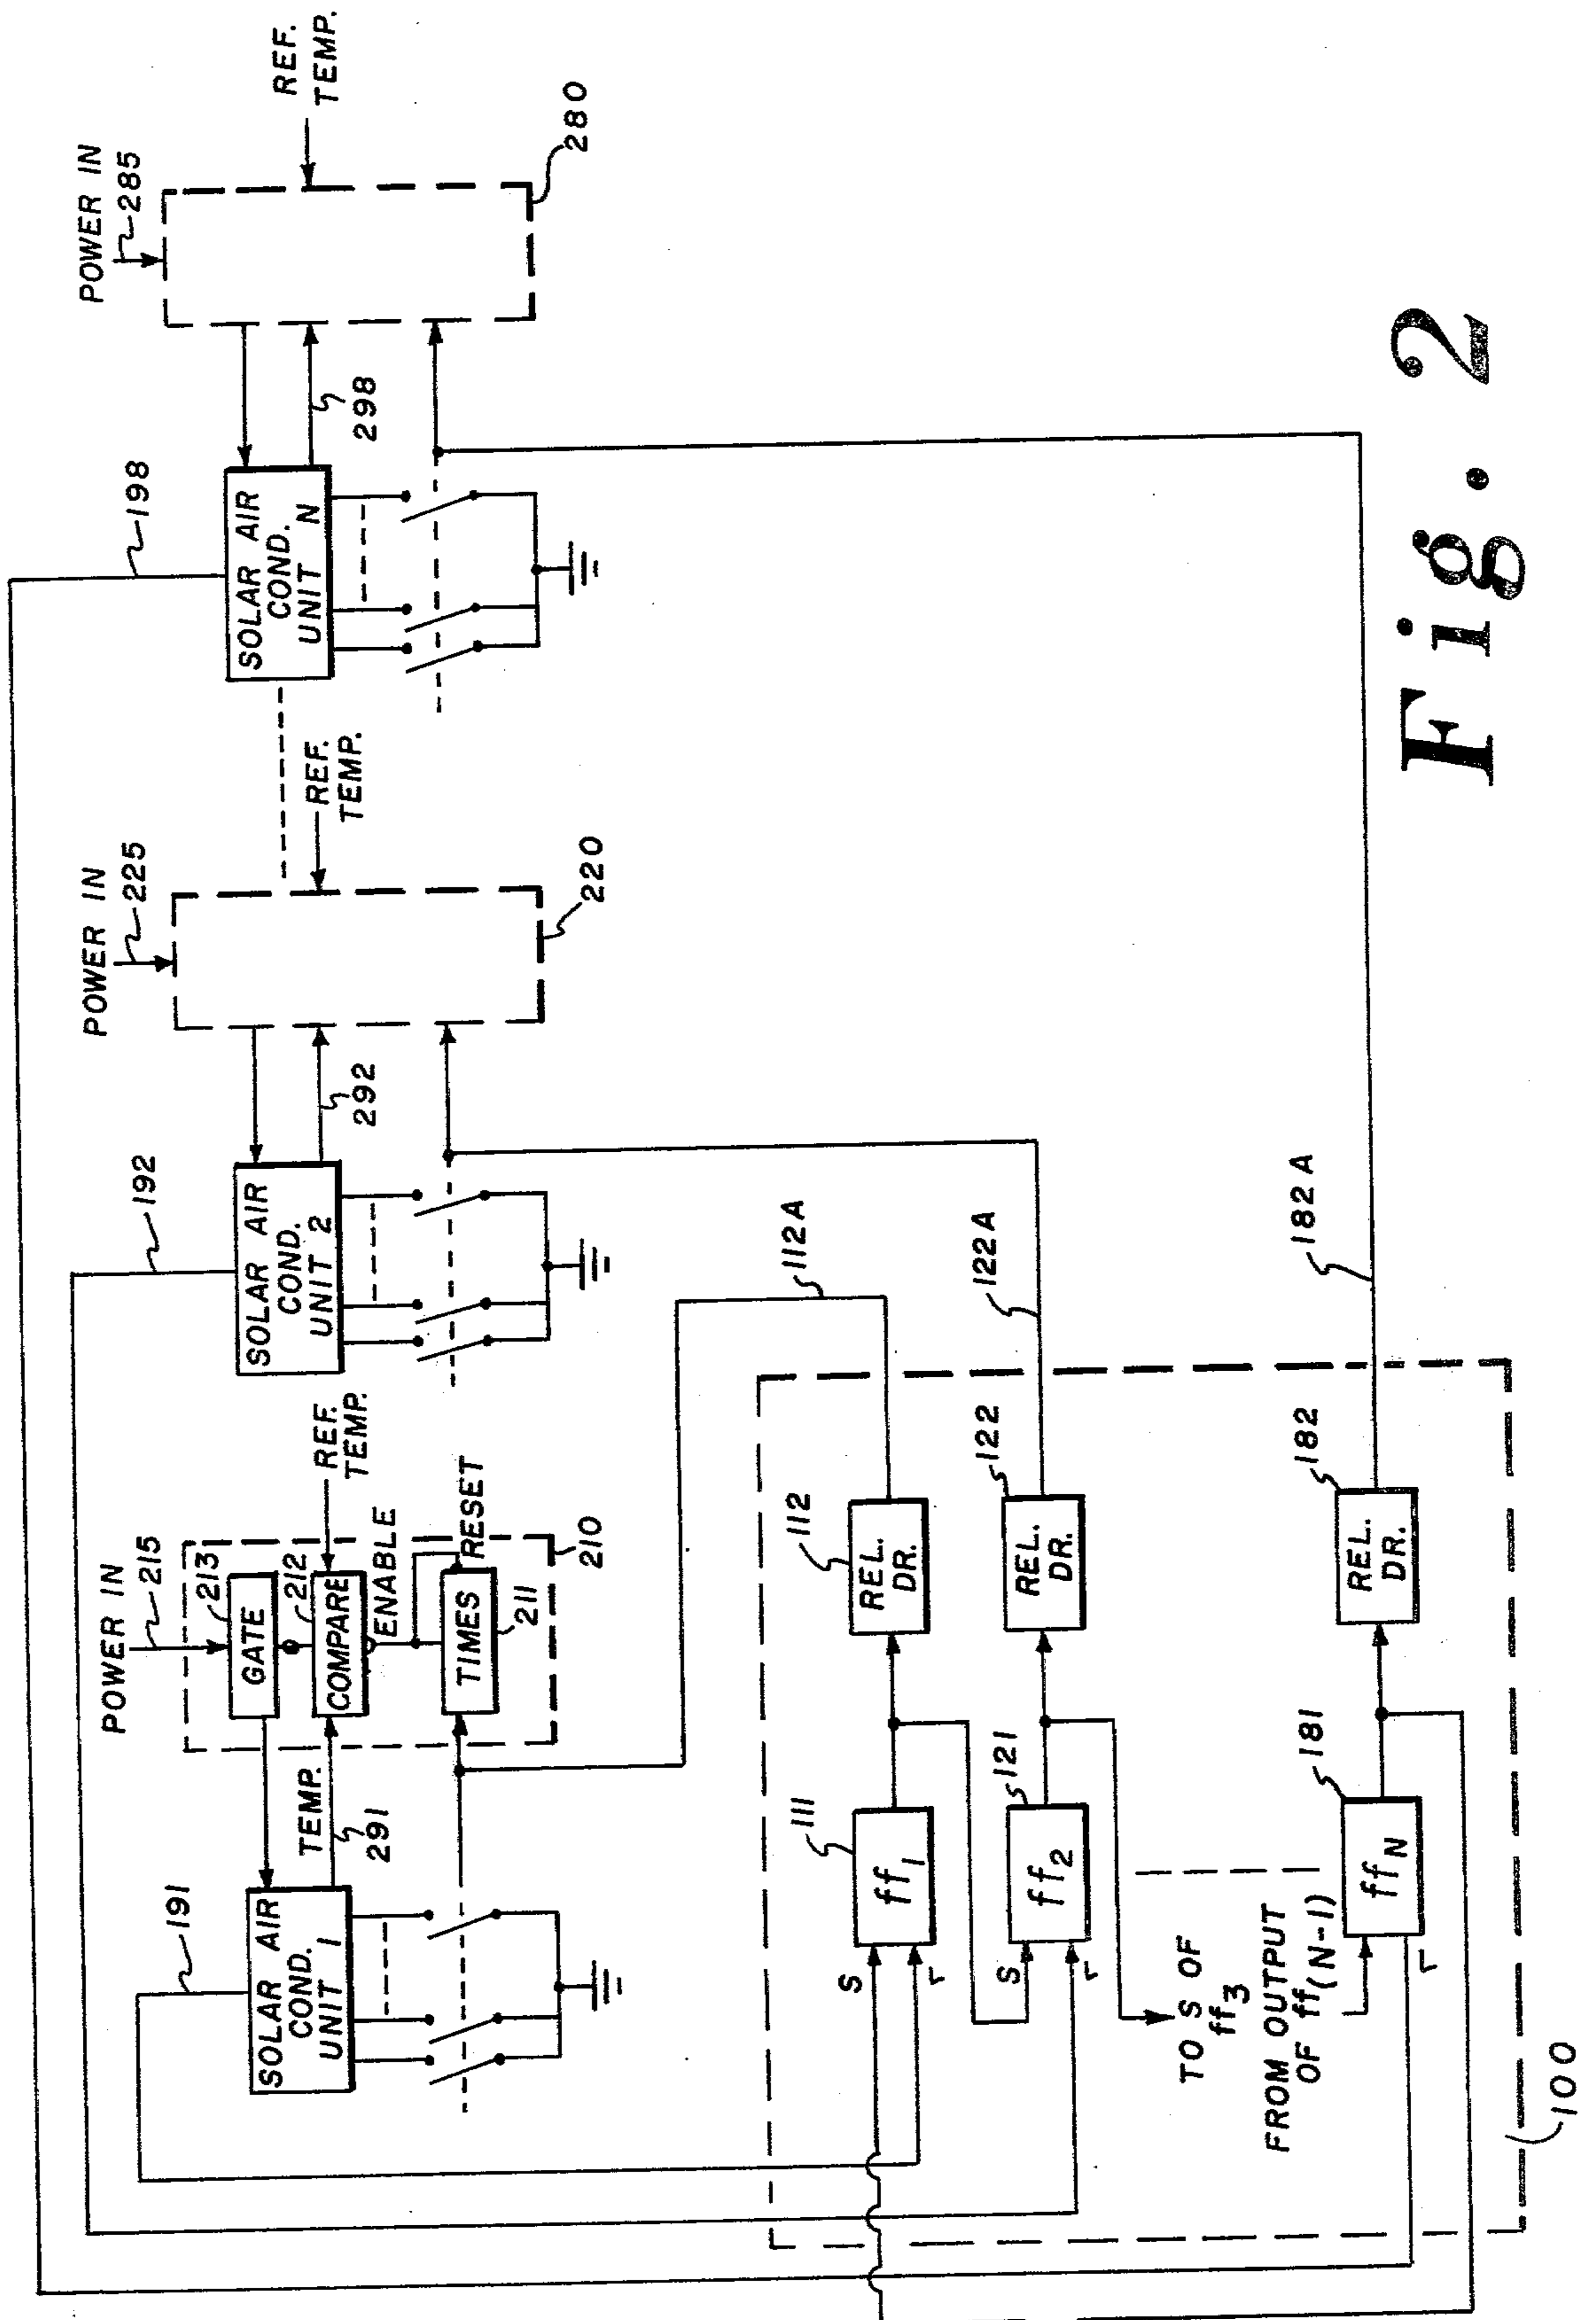 POWER IN
215
GATE
213
212
COMPARE
REF.
TEMP.
ENABLE
RESET
TIMES
211
210
TEMP.
291
191
SOLAR AIR
COND.
UNIT 1
POWER IN
225
REF.
TEMP.
220
292
192
SOLAR AIR
COND.
UNIT 2
POWER IN
285
REF.
TEMP.
280
298
198
SOLAR AIR
COND.
UNIT N
112A
122A
182A
111
ff1
S
r
112
REL.
DR.
121
ff2
S
r
122
REL.
DR.
TO S OF
ff3
FROM OUTPUT
OF ff(N-1)
181
ffN
r
182
REL.
DR.
100
Fig. 2